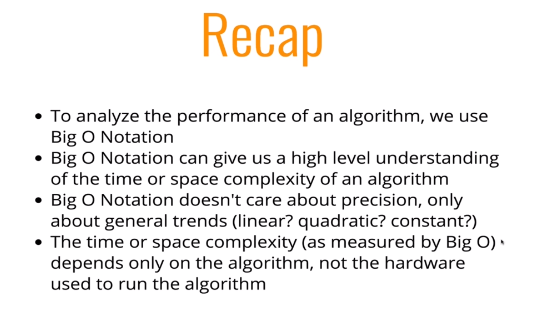 Recap
• To analyze the performance of an algorithm, we use
Big O Notation
• Big O Notation can give us a high level understanding
of the time or space complexity of an algorithm
• Big O Notation doesn't care about precision, only
about general trends (linear? quadratic? constant?)
• The time or space complexity (as measured by Big O)
depends only on the algorithm, not the hardware
used to run the algorithm